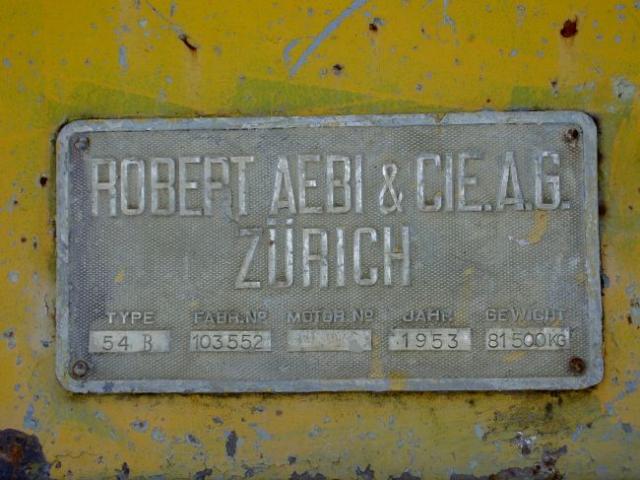 ROBERT AEBI & CIE.A.G.
ZÜRICH
TYPE FABR.Nº MOTOR Nº JAHR GEWICHT
54 B 103552 1953 81500KG